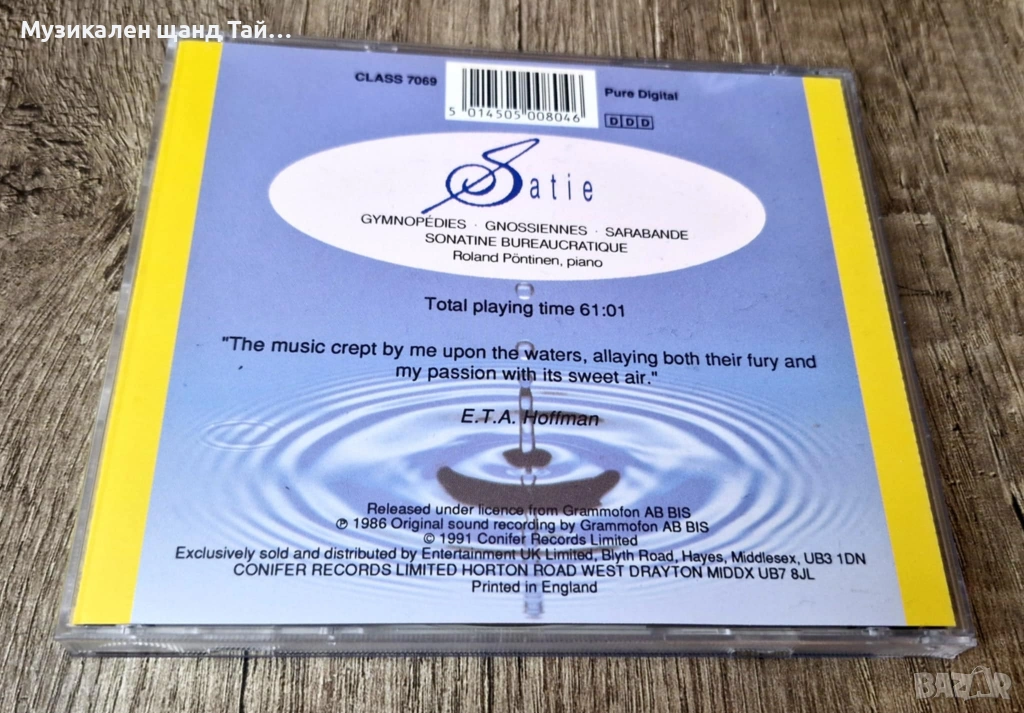 Музикален щанд Тай...
CLASS 7069
5 014505 008046
Pure Digital
DDD
Satie
GYMNOPÉDIES · GNOSSIENNES · SARABANDE
SONATINE BUREAUCRATIQUE
Roland Pöntinen, piano
Total playing time 61:01
"The music crept by me upon the waters, allaying both their fury and
my passion with its sweet air."
E.T.A. Hoffman
Released under licence from Grammofon AB BIS
℗ 1986 Original sound recording by Grammofon AB BIS
© 1991 Conifer Records Limited
Exclusively sold and distributed by Entertainment UK Limited, Blyth Road, Hayes, Middlesex, UB3 1DN
CONIFER RECORDS LIMITED HORTON ROAD WEST DRAYTON MIDDX UB7 8JL
Printed in England
BAZAR